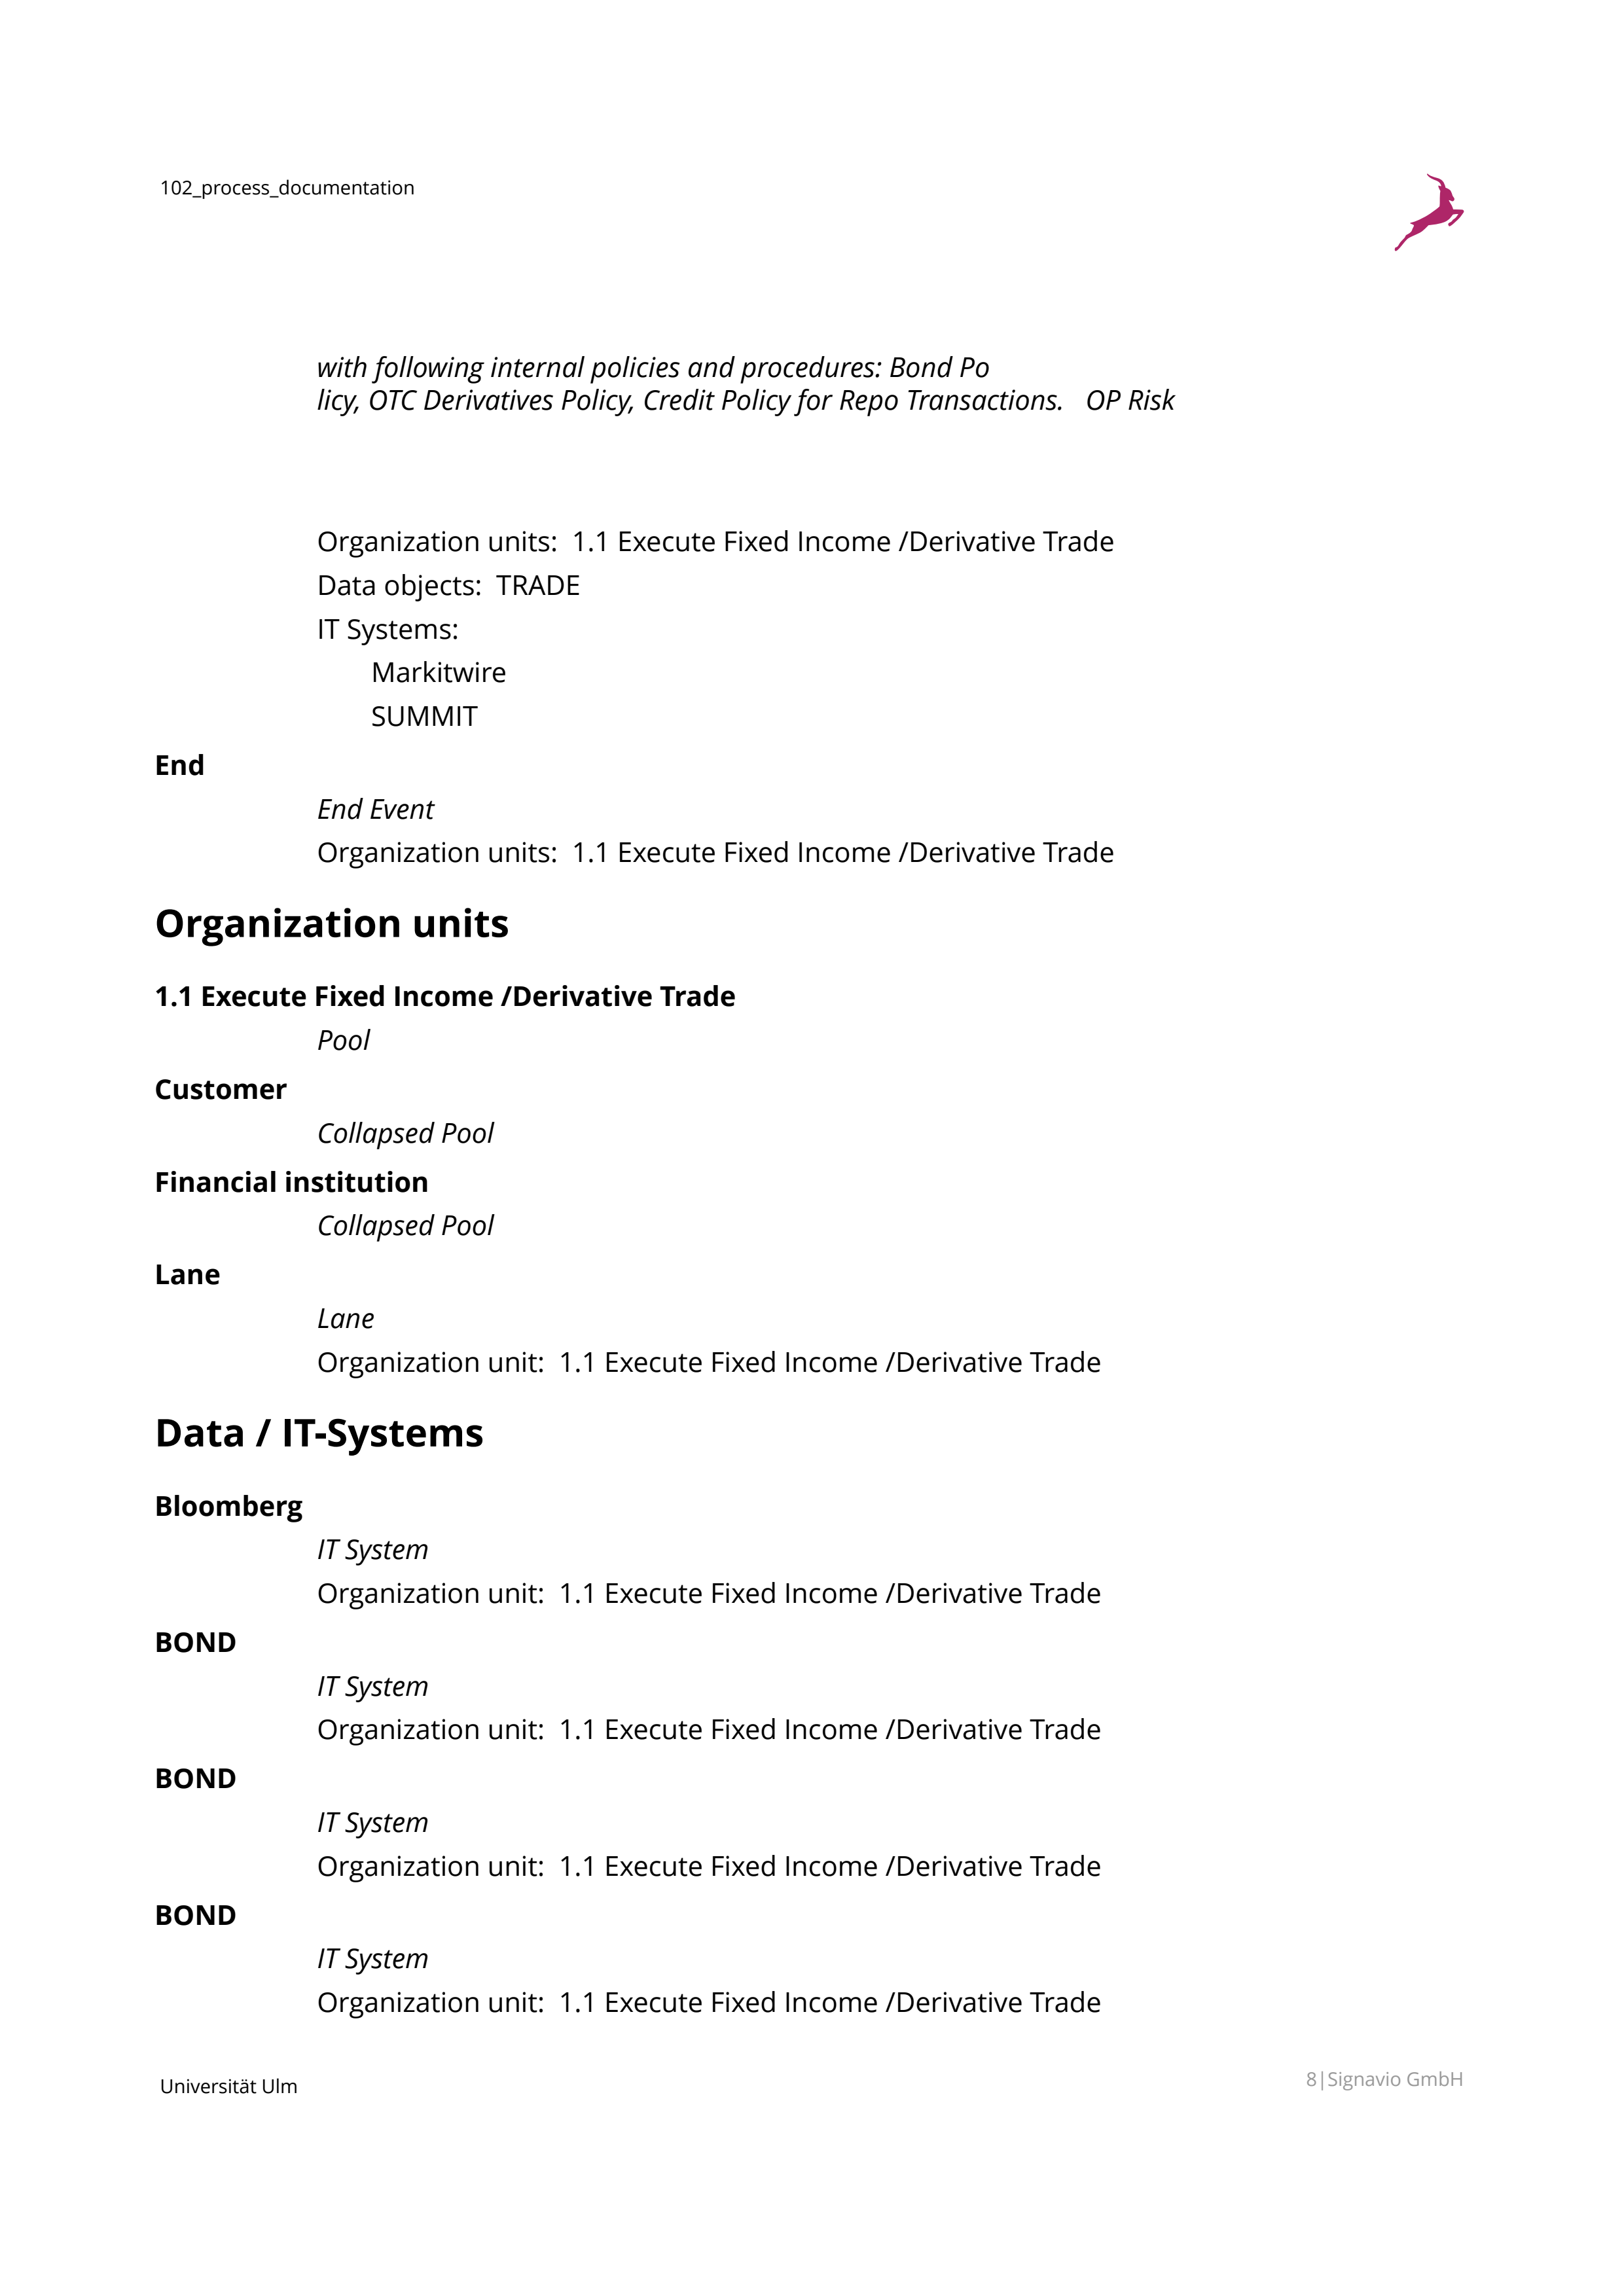 102_process_documentation
with following internal policies and procedures: Bond Po
licy, OTC Derivatives Policy, Credit Policy for Repo Transactions.   OP Risk
Organization units:  1.1 Execute Fixed Income /Derivative Trade
Data objects:  TRADE
IT Systems:
Markitwire
SUMMIT
End
End Event
Organization units:  1.1 Execute Fixed Income /Derivative Trade
Organization units
1.1 Execute Fixed Income /Derivative Trade
Pool
Customer
Collapsed Pool
Financial institution
Collapsed Pool
Lane
Lane
Organization unit:  1.1 Execute Fixed Income /Derivative Trade
Data / IT-Systems
Bloomberg
IT System
Organization unit:  1.1 Execute Fixed Income /Derivative Trade
BOND
IT System
Organization unit:  1.1 Execute Fixed Income /Derivative Trade
BOND
IT System
Organization unit:  1.1 Execute Fixed Income /Derivative Trade
BOND
IT System
Organization unit:  1.1 Execute Fixed Income /Derivative Trade
Universität Ulm
8|Signavio GmbH